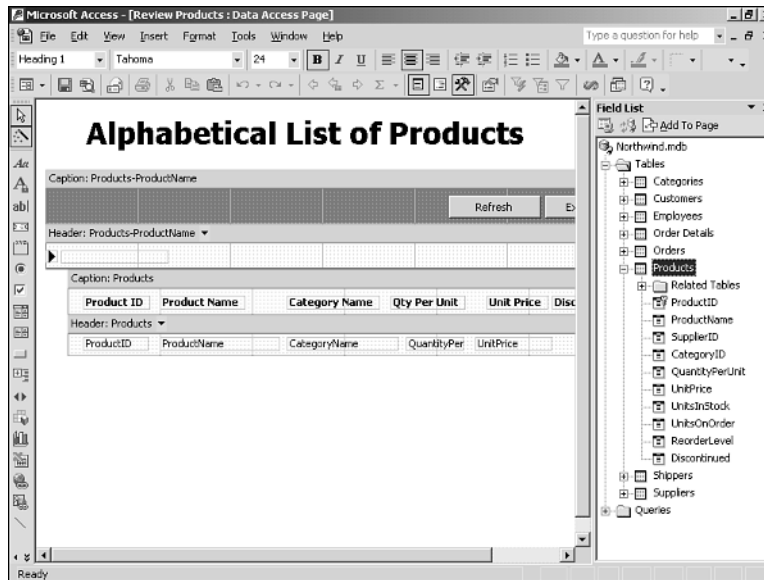 Microsoft Access - [Review Products : Data Access Page]
File Edit View Insert Format Tools Window Help Type a question for help
Heading 1 Tahoma 24 B I U
Alphabetical List of Products
Caption: Products-ProductName
Refresh Ex
Header: Products-ProductName
Caption: Products
Product ID Product Name Category Name Qty Per Unit Unit Price Disc
Header: Products
ProductID ProductName CategoryName QuantityPer UnitPrice
Field List
Add To Page
Northwind.mdb
Tables
Categories
Customers
Employees
Order Details
Orders
Products
Related Tables
ProductID
ProductName
SupplierID
CategoryID
QuantityPerUnit
UnitPrice
UnitsInStock
UnitsOnOrder
ReorderLevel
Discontinued
Shippers
Suppliers
Queries
Aa
A
ab|
Ready